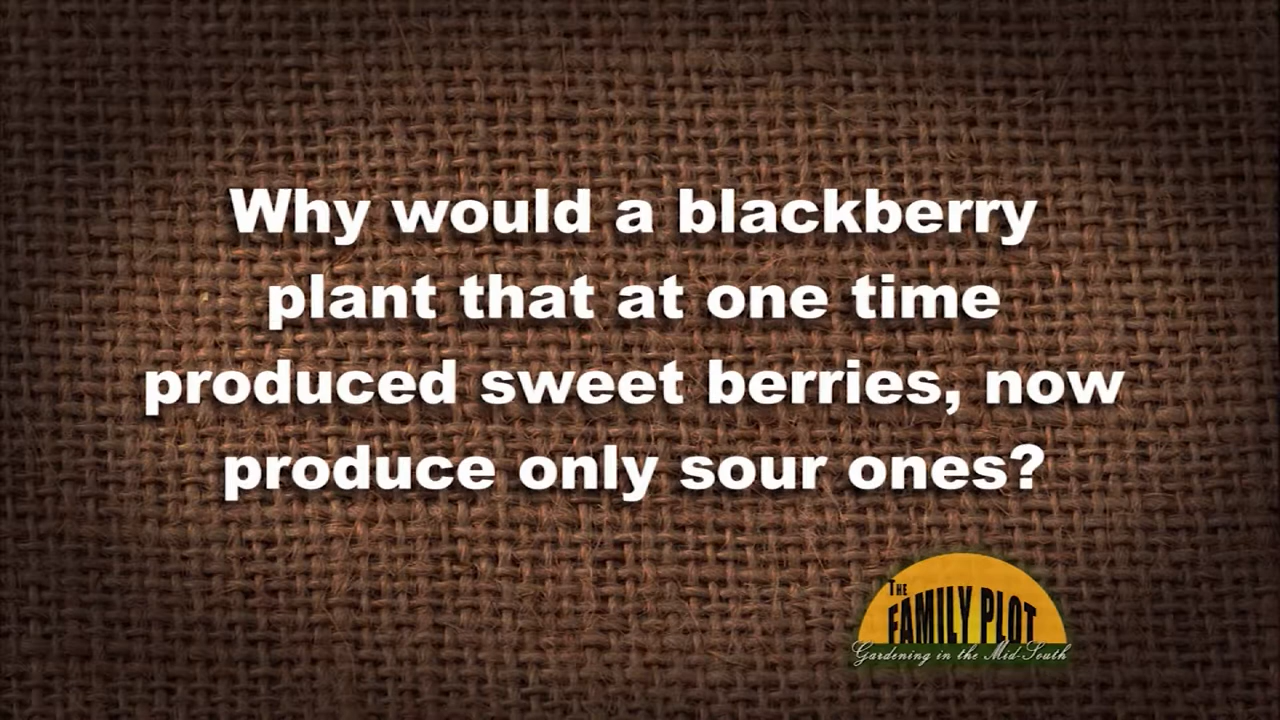 Why would a blackberry
plant that at one time
produced sweet berries, now
produce only sour ones?
THE
FAMILY PLOT
Gardening in the Mid-South